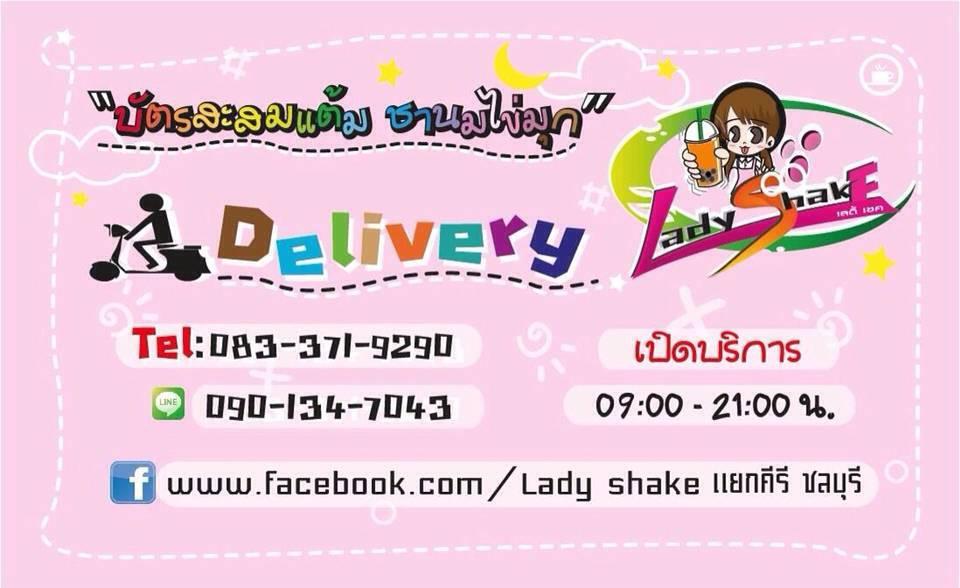 "บัตรสะสมแต้ม ชานมไข่มุก"
Lady ShakE
เลดี้ เชค
Delivery
Tel:083-371-9290
เปิดบริการ
LINE
090-134-7043
09:00 - 21:00 น.
f www.facebook.com/Lady shake แยกคีรี ชลบุรี